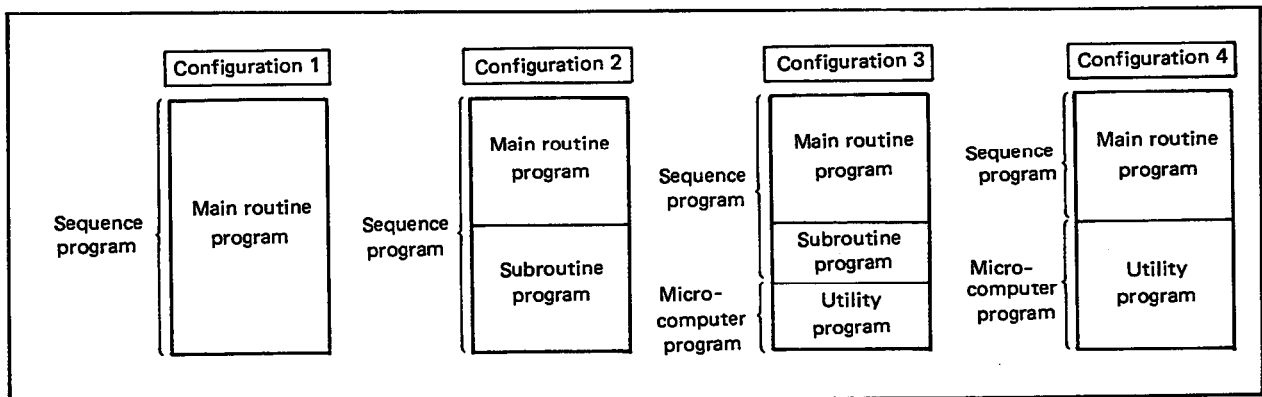 Configuration 1
Sequence
program
Main routine
program
Configuration 2
Sequence
program
Main routine
program
Subroutine
program
Configuration 3
Sequence
program
Main routine
program
Subroutine
program
Micro-
computer
program
Utility
program
Configuration 4
Sequence
program
Main routine
program
Micro-
computer
program
Utility
program